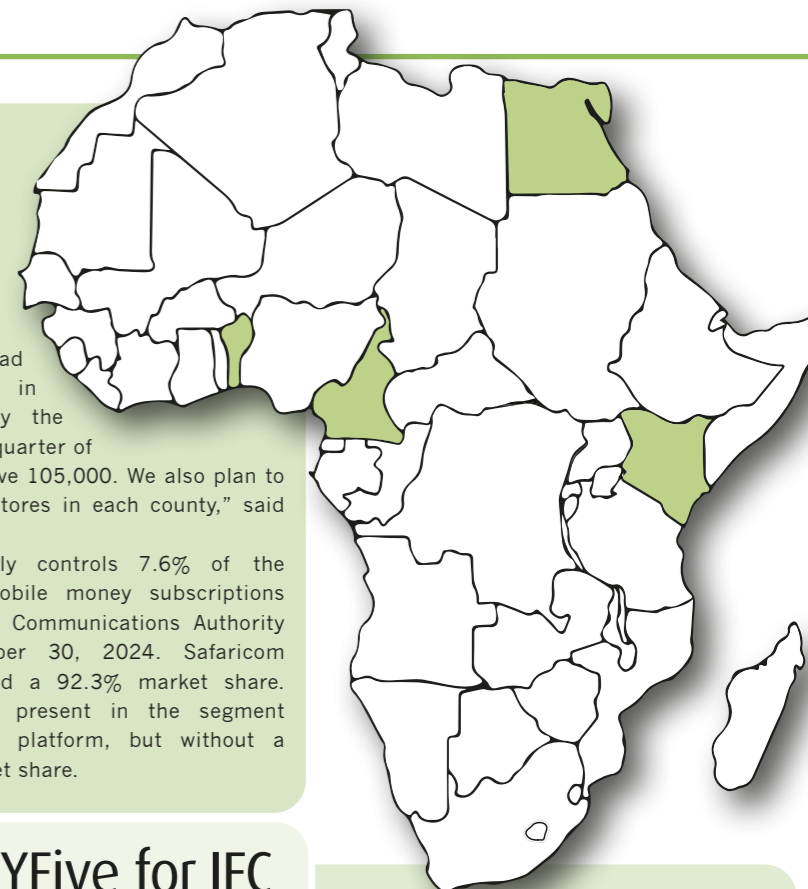 ad
in
y the
quarter of
ve 105,000. We also plan to
tores in each county,” said
ly controls 7.6% of the
obile money subscriptions
Communications Authority
ber 30, 2024. Safaricom
d a 92.3% market share.
present in the segment
platform, but without a
et share.
YFive for IFC